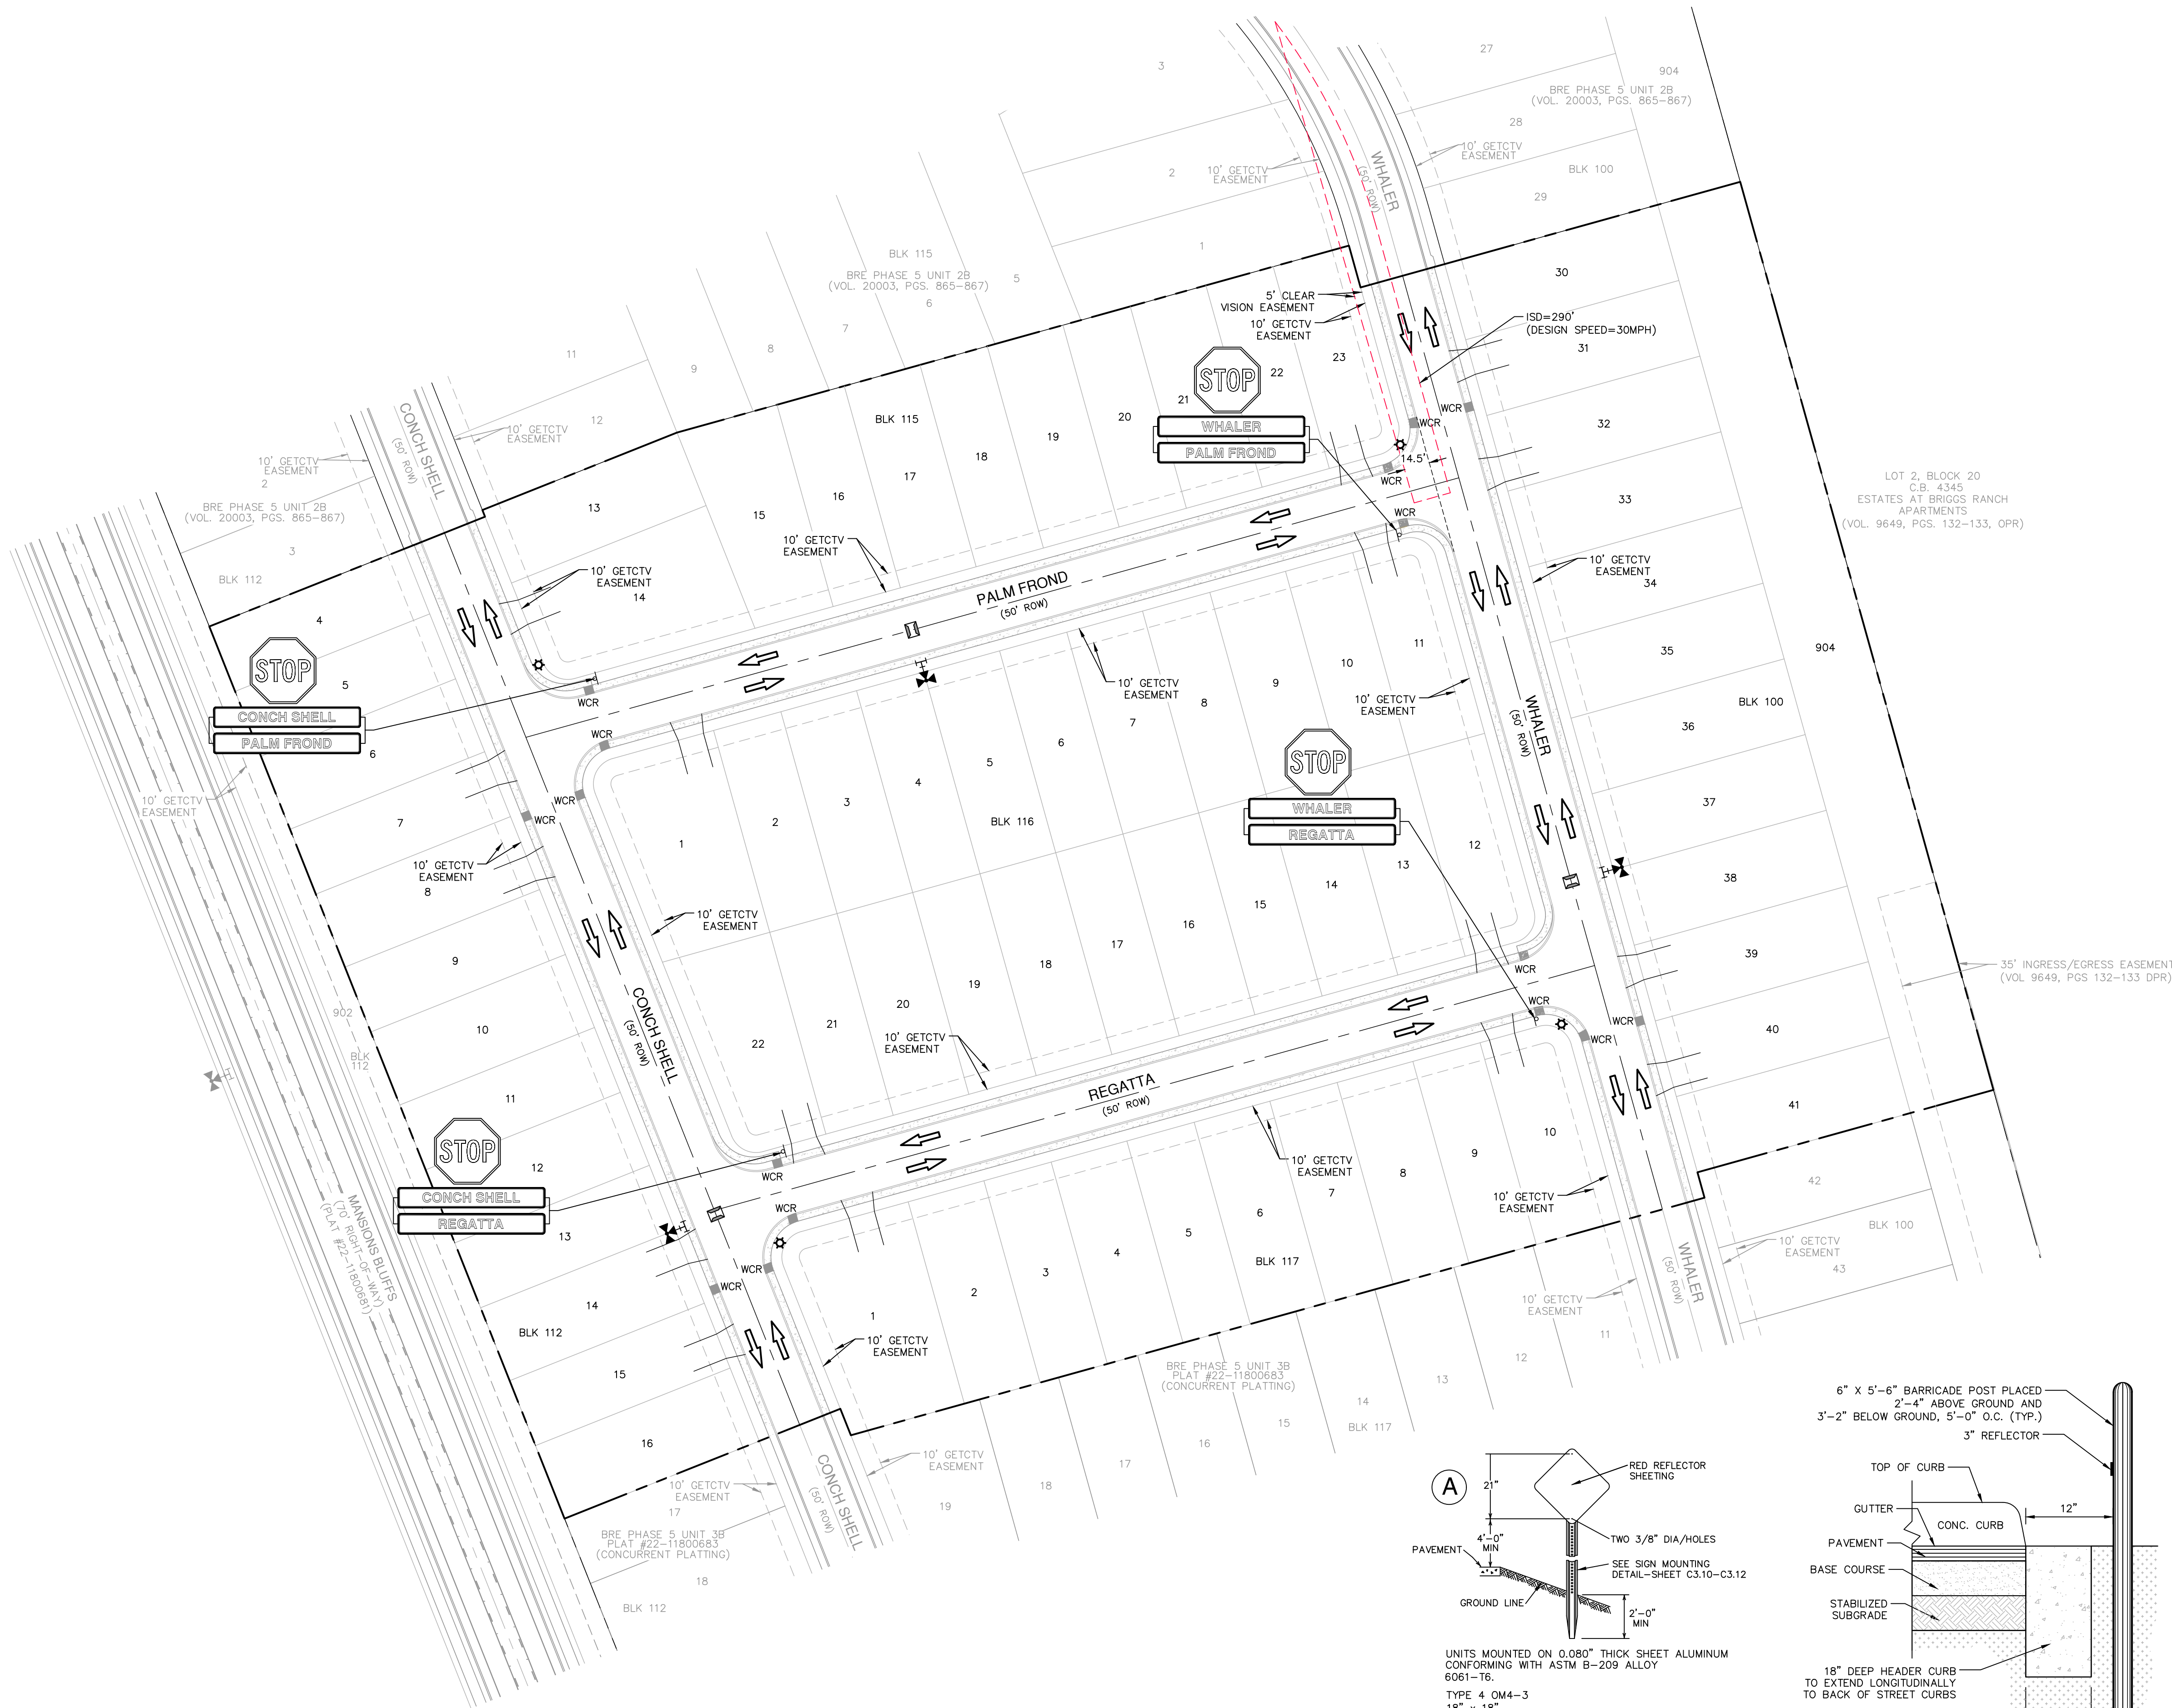 27
904
BRE PHASE 5 UNIT 2B
(VOL. 20003, PGS. 865-867)
28
10' GETCTV
EASEMENT
BLK 100
29
3
2
10' GETCTV
EASEMENT
WHALER
(50' ROW)
1
BLK 115
BRE PHASE 5 UNIT 2B
(VOL. 20003, PGS. 865-867)
5
6
7
8
9
11
12
10' GETCTV
EASEMENT
CONCH SHELL
(50' ROW)
10' GETCTV
EASEMENT
2
BRE PHASE 5 UNIT 2B
(VOL. 20003, PGS. 865-867)
3
BLK 112
5' CLEAR
VISION EASEMENT
10' GETCTV
EASEMENT
30
ISD=290'
(DESIGN SPEED=30MPH)
31
23
22
21
20
19
18
17
16
15
BLK 115
13
14
STOP
WHALER
PALM FROND
WCR
WCR
14.5'
WCR
WCR
32
33
34
10' GETCTV
EASEMENT
LOT 2, BLOCK 20
C.B. 4345
ESTATES AT BRIGGS RANCH
APARTMENTS
(VOL. 9649, PGS. 132-133, OPR)
10' GETCTV
EASEMENT
10' GETCTV
EASEMENT
PALM FROND
(50' ROW)
4
5
6
STOP
CONCH SHELL
PALM FROND
WCR
WCR
WCR
WCR
10' GETCTV
EASEMENT
7
10' GETCTV
EASEMENT
8
9
10
11
12
13
14
BLK 112
15
16
902
BLK
112
10' GETCTV
EASEMENT
10' GETCTV
EASEMENT
1
2
3
4
5
6
7
8
9
10
11
12
13
14
15
16
17
18
19
20
21
22
BLK 116
10' GETCTV
EASEMENT
WHALER
(50' ROW)
35
36
37
38
39
40
41
904
BLK 100
STOP
WHALER
REGATTA
WCR
WCR
WCR
WCR
35' INGRESS/EGRESS EASEMENT
(VOL 9649, PGS 132-133 DPR)
CONCH SHELL
(50' ROW)
10' GETCTV
EASEMENT
REGATTA
(50' ROW)
STOP
CONCH SHELL
REGATTA
WCR
WCR
WCR
WCR
MANSIONS BLUFFS
(70' RIGHT-OF-WAY)
(PLAT #22-11800681)
10' GETCTV
EASEMENT
10' GETCTV
EASEMENT
1
2
3
4
5
6
7
8
9
10
BLK 117
10' GETCTV
EASEMENT
42
BLK 100
10' GETCTV
EASEMENT
43
WHALER
(50' ROW)
10' GETCTV
EASEMENT
11
12
13
14
BLK 117
15
16
17
18
19
BRE PHASE 5 UNIT 3B
PLAT #22-11800683
(CONCURRENT PLATTING)
10' GETCTV
EASEMENT
CONCH SHELL
(50' ROW)
10' GETCTV
EASEMENT
17
BRE PHASE 5 UNIT 3B
PLAT #22-11800683
(CONCURRENT PLATTING)
18
BLK 112
A
21"
RED REFLECTOR
SHEETING
4'-0"
MIN
TWO 3/8" DIA/HOLES
PAVEMENT
SEE SIGN MOUNTING
DETAIL-SHEET C3.10-C3.12
GROUND LINE
2'-0"
MIN
UNITS MOUNTED ON 0.080" THICK SHEET ALUMINUM
CONFORMING WITH ASTM B-209 ALLOY
6061-T6.
TYPE 4 OM4-3
18" x 18"
6" X 5'-6" BARRICADE POST PLACED
2'-4" ABOVE GROUND AND
3'-2" BELOW GROUND, 5'-0" O.C. (TYP.)
3" REFLECTOR
TOP OF CURB
GUTTER
CONC. CURB
12"
PAVEMENT
BASE COURSE
STABILIZED
SUBGRADE
18" DEEP HEADER CURB
TO EXTEND LONGITUDINALLY
TO BACK OF STREET CURBS